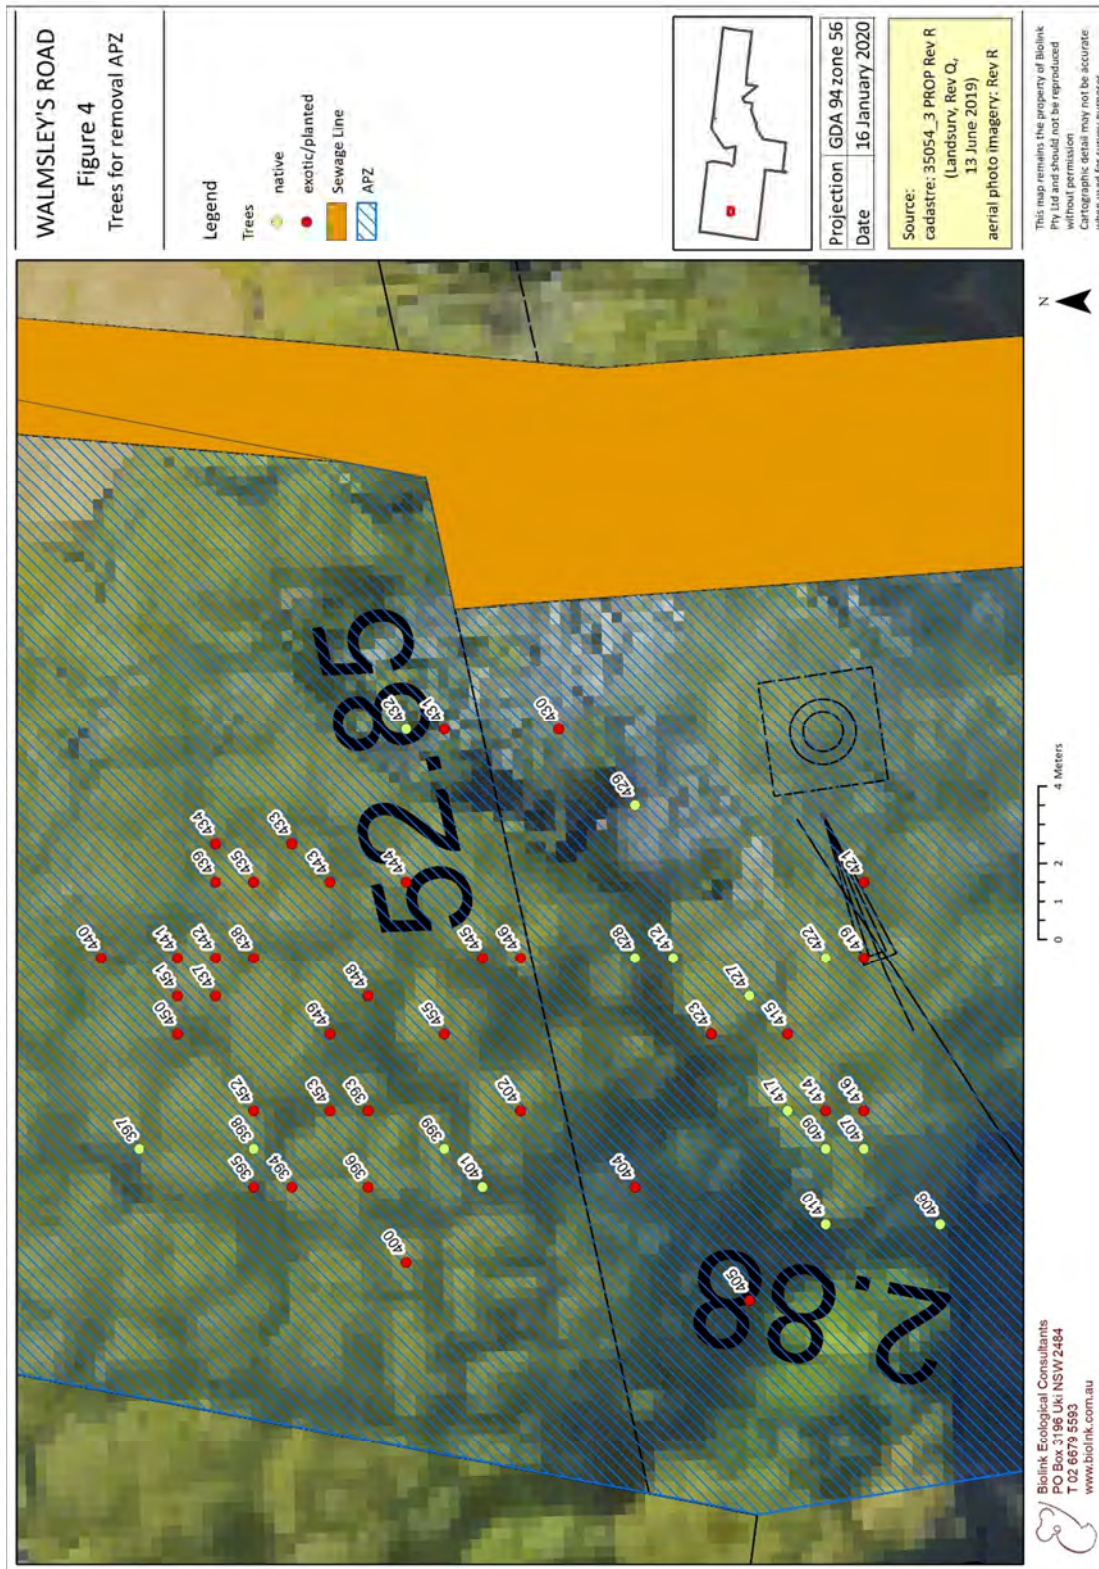 WALMSLEY'S ROAD
Figure 4
Trees for removal APZ
Legend
Trees
native
exotic/planted
Sewage Line
APZ
Projection GDA 94 zone 56
Date 16 January 2020
Source:
cadastre: 35054_3 PROP Rev R
(Landsurv, Rev Q,
13 June 2019)
aerial photo imagery: Rev R
This map remains the property of Biolink
Pty Ltd and should not be reproduced
without permission
Cartographic detail may not be accurate
when used for survey purposes
N
440
434
439
433
441
442
435
443
451
438
444
437
450
448
445
449
446
455
452
453
393
402
397
398
399
395
394
401
396
400
432
431
430
429
52.85
428
412
427
422
419
421
423
415
417
414
416
409
407
404
410
406
405
2.88
0 1 2 4 Meters
Biolink Ecological Consultants
PO Box 3196 Uki NSW 2484
T 02 6679 5593
www.biolink.com.au